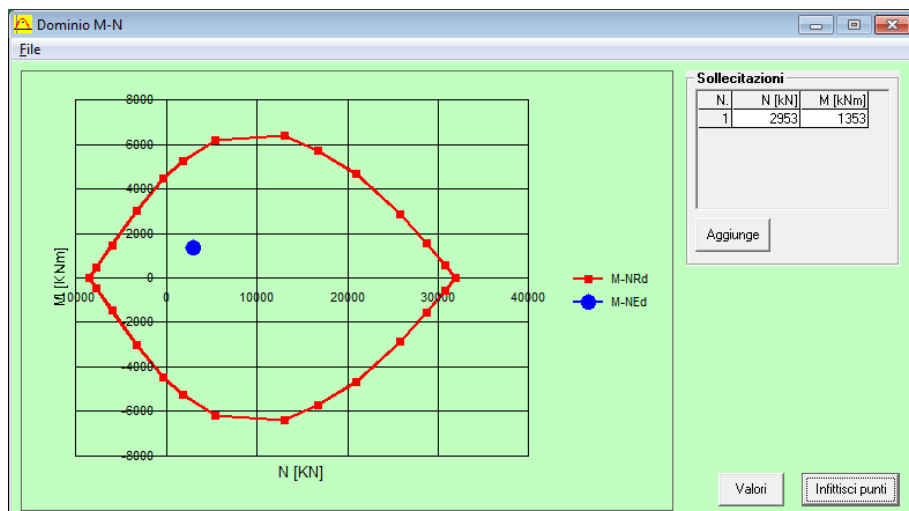 Dominio M-N
File
8000
6000
4000
2000
0
-2000
-4000
-6000
-8000
M [KNm]
-10000 0 10000 20000 30000 40000
N [KN]
M-NRd
M-NEd
Sollecitazioni
N. N [kN] M [kNm]
1 2953 1353
Aggiunge
Valori
Infittisci punti